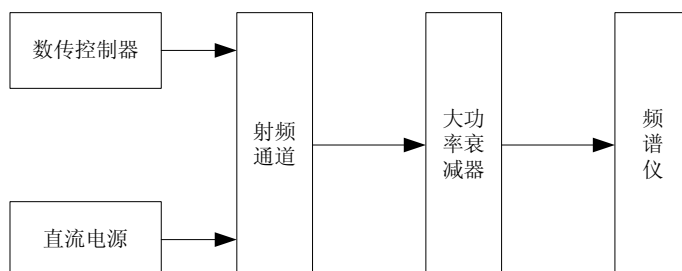 数传控制器
直流电源
射频
通道
大功
率衰
减器
频
谱
仪